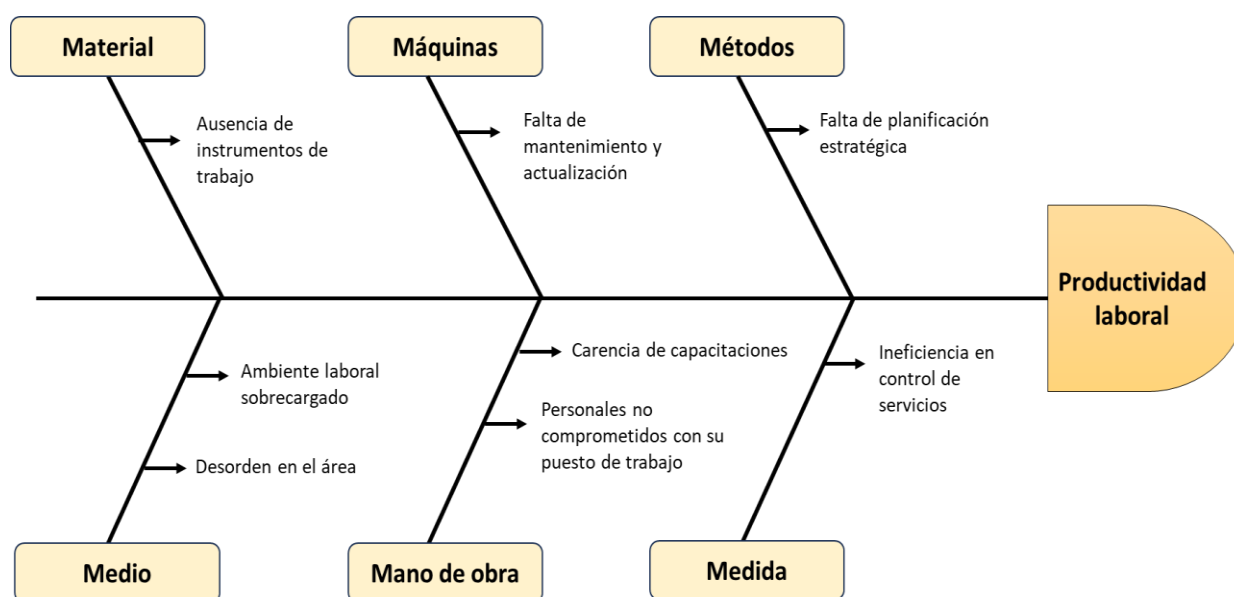 Material
Máquinas
Métodos
Ausencia de
instrumentos de
trabajo
Falta de
mantenimiento y
actualización
Falta de planificación
estratégica
Productividad
laboral
Ambiente laboral
sobrecargado
Desorden en el área
Carencia de capacitaciones
Personales no
comprometidos con su
puesto de trabajo
Ineficiencia en
control de
servicios
Medio
Mano de obra
Medida